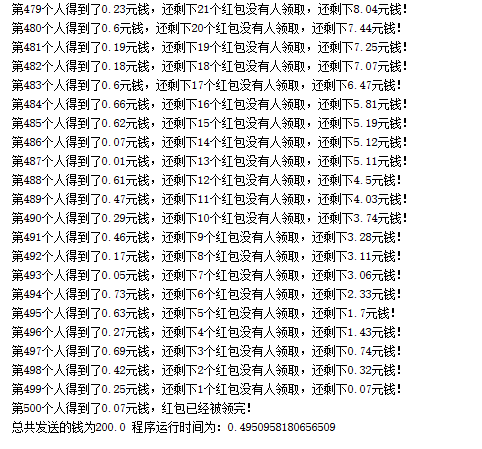 第479个人得到了0.23元钱，还剩下21个红包没有人领取，还剩下8.04元钱！
第480个人得到了0.6元钱，还剩下20个红包没有人领取，还剩下7.44元钱！
第481个人得到了0.19元钱，还剩下19个红包没有人领取，还剩下7.25元钱！
第482个人得到了0.18元钱，还剩下18个红包没有人领取，还剩下7.07元钱！
第483个人得到了0.6元钱，还剩下17个红包没有人领取，还剩下6.47元钱！
第484个人得到了0.66元钱，还剩下16个红包没有人领取，还剩下5.81元钱！
第485个人得到了0.62元钱，还剩下15个红包没有人领取，还剩下5.19元钱！
第486个人得到了0.07元钱，还剩下14个红包没有人领取，还剩下5.12元钱！
第487个人得到了0.01元钱，还剩下13个红包没有人领取，还剩下5.11元钱！
第488个人得到了0.61元钱，还剩下12个红包没有人领取，还剩下4.5元钱！
第489个人得到了0.47元钱，还剩下11个红包没有人领取，还剩下4.03元钱！
第490个人得到了0.29元钱，还剩下10个红包没有人领取，还剩下3.74元钱！
第491个人得到了0.46元钱，还剩下9个红包没有人领取，还剩下3.28元钱！
第492个人得到了0.17元钱，还剩下8个红包没有人领取，还剩下3.11元钱！
第493个人得到了0.05元钱，还剩下7个红包没有人领取，还剩下3.06元钱！
第494个人得到了0.73元钱，还剩下6个红包没有人领取，还剩下2.33元钱！
第495个人得到了0.63元钱，还剩下5个红包没有人领取，还剩下1.7元钱！
第496个人得到了0.27元钱，还剩下4个红包没有人领取，还剩下1.43元钱！
第497个人得到了0.69元钱，还剩下3个红包没有人领取，还剩下0.74元钱！
第498个人得到了0.42元钱，还剩下2个红包没有人领取，还剩下0.32元钱！
第499个人得到了0.25元钱，还剩下1个红包没有人领取，还剩下0.07元钱！
第500个人得到了0.07元钱，红包已经被领完！
总共发送的钱为200.0 程序运行时间为：0.4950958180656509